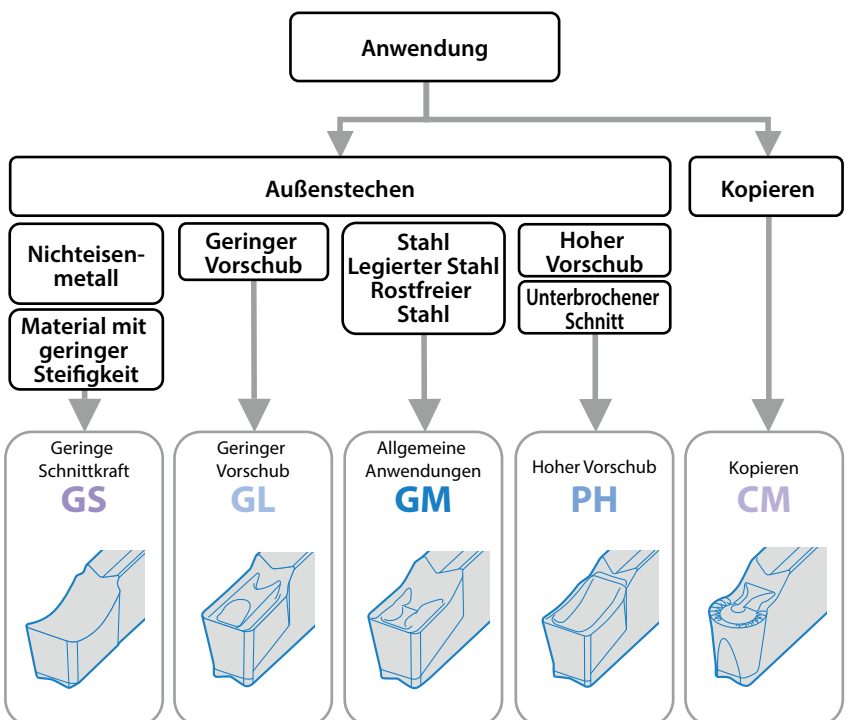 Anwendung
Außenstechen
Kopieren
Nichteisen-
metall
Material mit
geringer
Steifigkeit
Geringer
Vorschub
Stahl
Legierter Stahl
Rostfreier
Stahl
Hoher
Vorschub
Unterbrochener
Schnitt
Geringe
Schnittkraft
GS
Geringer
Vorschub
GL
Allgemeine
Anwendungen
GM
Hoher Vorschub
PH
Kopieren
CM